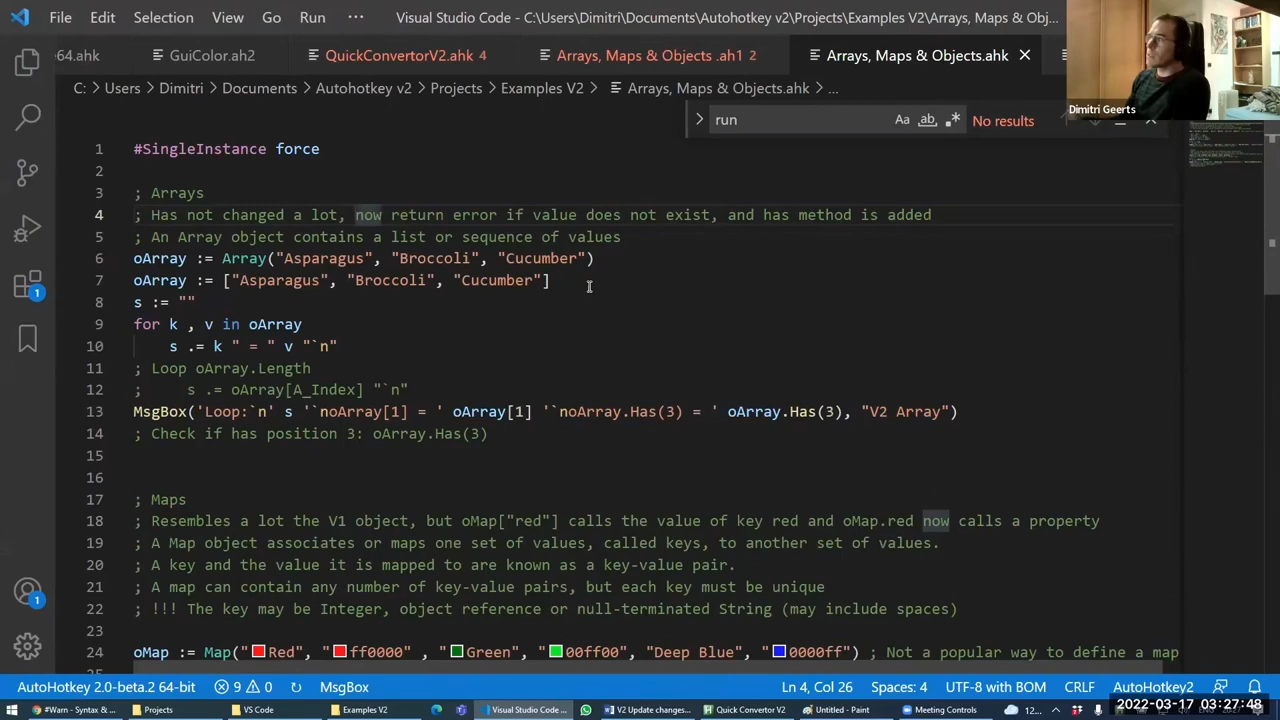 File Edit Selection View Go Run ··· Visual Studio Code - C:\Users\Dimitri\Documents\Autohotkey v2\Projects\Examples V2\Arrays, Maps & Obj...
64.ahk GuiColor.ah2 QuickConvertorV2.ahk 4 Arrays, Maps & Objects .ah1 2 Arrays, Maps & Objects.ahk
Dimitri Geerts
C: > Users > Dimitri > Documents > Autohotkey v2 > Projects > Examples V2 > Arrays, Maps & Objects.ahk > ...
run Aa ab No results
1 #SingleInstance force
2
3 ; Arrays
4 ; Has not changed a lot, now return error if value does not exist, and has method is added
5 ; An Array object contains a list or sequence of values
6 oArray := Array("Asparagus", "Broccoli", "Cucumber")
7 oArray := ["Asparagus", "Broccoli", "Cucumber"]
8 s := ""
9 for k , v in oArray
10 s .= k " = " v "`n"
11 ; Loop oArray.Length
12 ; s .= oArray[A_Index] "`n"
13 MsgBox('Loop:`n' s '`noArray[1] = ' oArray[1] '`noArray.Has(3) = ' oArray.Has(3), "V2 Array")
14 ; Check if has position 3: oArray.Has(3)
15
16
17 ; Maps
18 ; Resembles a lot the V1 object, but oMap["red"] calls the value of key red and oMap.red now calls a property
19 ; A Map object associates or maps one set of values, called keys, to another set of values.
20 ; A key and the value it is mapped to are known as a key-value pair.
21 ; A map can contain any number of key-value pairs, but each key must be unique
22 ; !!! The key may be Integer, object reference or null-terminated String (may include spaces)
23
24 oMap := Map("Red", "ff0000" , "Green", "00ff00", "Deep Blue", "0000ff") ; Not a popular way to define a map
1
1
AutoHotkey 2.0-beta.2 64-bit 9 0 MsgBox Ln 4, Col 26 Spaces: 4 UTF-8 with BOM CRLF AutoHotkey2
#Warn - Syntax & ... Projects VS Code Examples V2 Visual Studio Code ... V2 Update changes... Quick Convertor V2 Untitled - Paint Meeting Controls 12... 2022-03-17 03:27:48